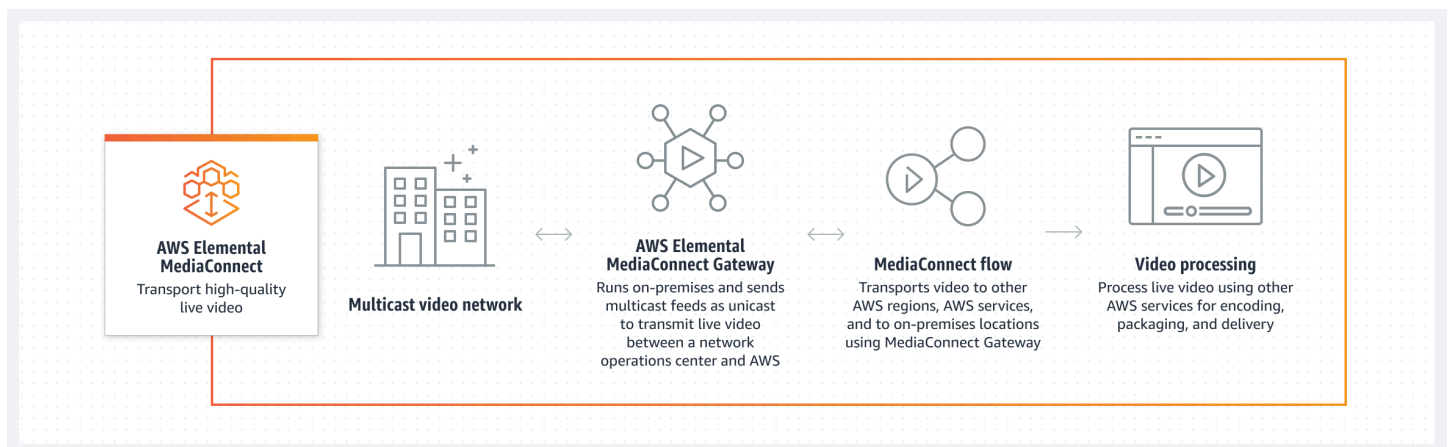 AWS Elemental
MediaConnect
Transport high-quality
live video
Multicast video network
AWS Elemental
MediaConnect Gateway
Runs on-premises and sends
multicast feeds as unicast
to transmit live video
between a network
operations center and AWS
MediaConnect flow
Transports video to other
AWS regions, AWS services,
and to on-premises locations
using MediaConnect Gateway
Video processing
Process live video using other
AWS services for encoding,
packaging, and delivery